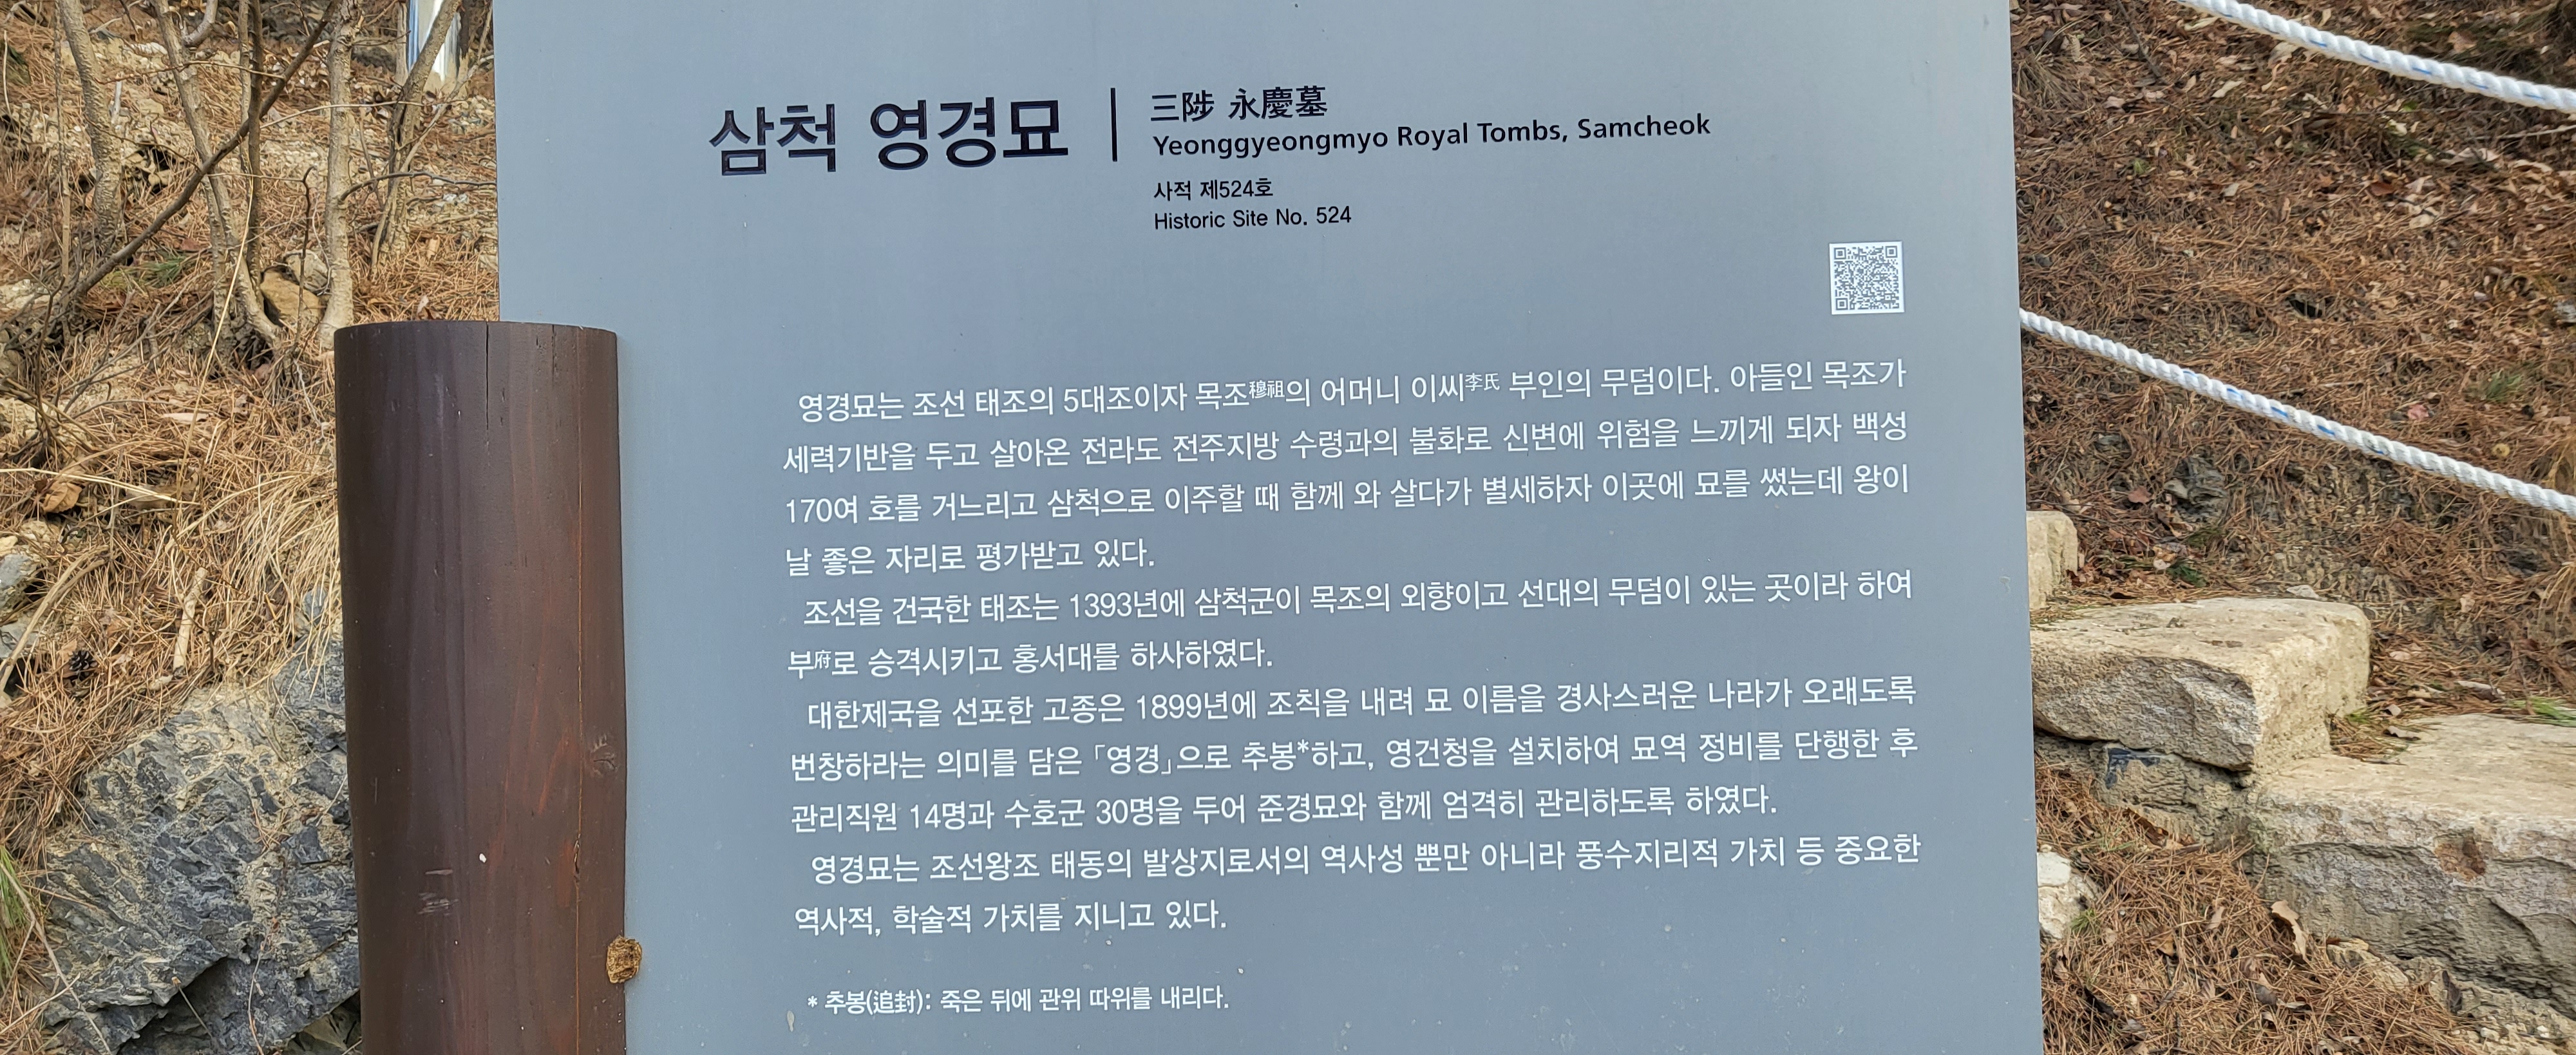 삼척 영경묘
三陟 永慶墓
Yeonggyeongmyo Royal Tombs, Samcheok
사적 제524호
Historic Site No. 524
영경묘는 조선 태조의 5대조이자 목조穆祖의 어머니 이씨李氏 부인의 무덤이다. 아들인 목조가
세력기반을 두고 살아온 전라도 전주지방 수령과의 불화로 신변에 위험을 느끼게 되자 백성
170여 호를 거느리고 삼척으로 이주할 때 함께 와 살다가 별세하자 이곳에 묘를 썼는데 왕이
날 좋은 자리로 평가받고 있다.
조선을 건국한 태조는 1393년에 삼척군이 목조의 외향이고 선대의 무덤이 있는 곳이라 하여
부府로 승격시키고 홍서대를 하사하였다.
대한제국을 선포한 고종은 1899년에 조칙을 내려 묘 이름을 경사스러운 나라가 오래도록
번창하라는 의미를 담은 「영경」으로 추봉*하고, 영건청을 설치하여 묘역 정비를 단행한 후
관리직원 14명과 수호군 30명을 두어 준경묘와 함께 엄격히 관리하도록 하였다.
영경묘는 조선왕조 태동의 발상지로서의 역사성 뿐만 아니라 풍수지리적 가치 등 중요한
역사적, 학술적 가치를 지니고 있다.
* 추봉(追封): 죽은 뒤에 관위 따위를 내리다.